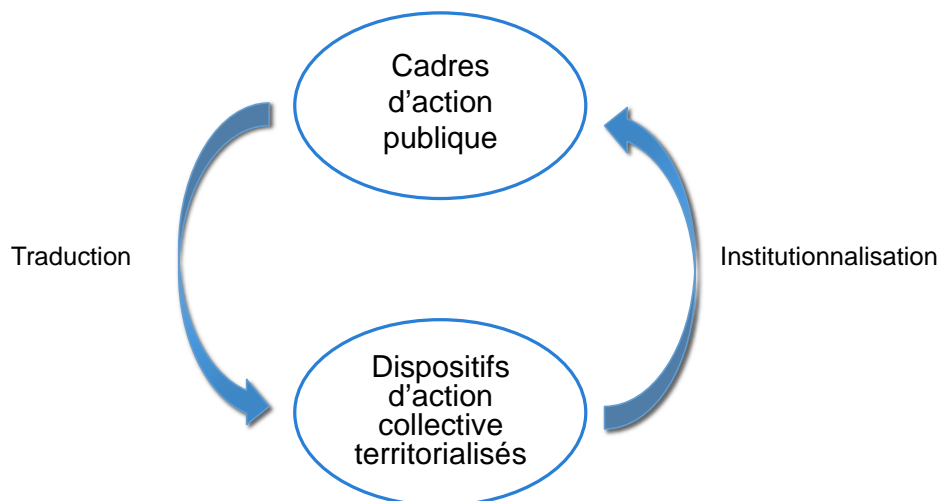 Cadres
d’action
publique
Traduction
Institutionnalisation
Dispositifs
d’action
collective
territorialisés